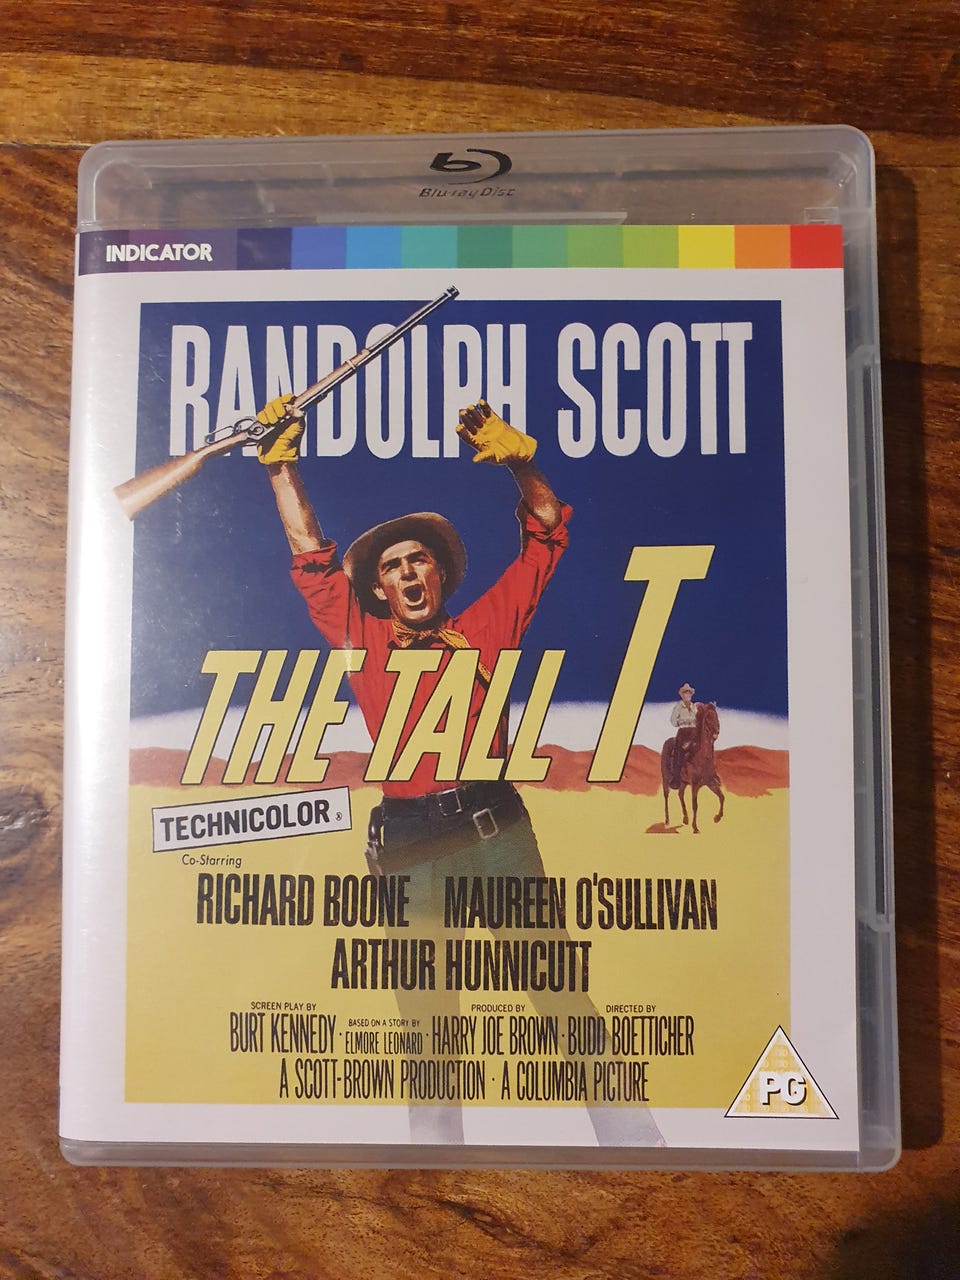 Blu-ray Disc
INDICATOR
RANDOLPH SCOTT
THE TALL T
TECHNICOLOR ®
Co-Starring
RICHARD BOONE MAUREEN O'SULLIVAN
ARTHUR HUNNICUTT
SCREEN PLAY BY PRODUCED BY DIRECTED BY
BURT KENNEDY · BASED ON A STORY BY ELMORE LEONARD · HARRY JOE BROWN · BUDD BOETTICHER
A SCOTT-BROWN PRODUCTION · A COLUMBIA PICTURE
PG